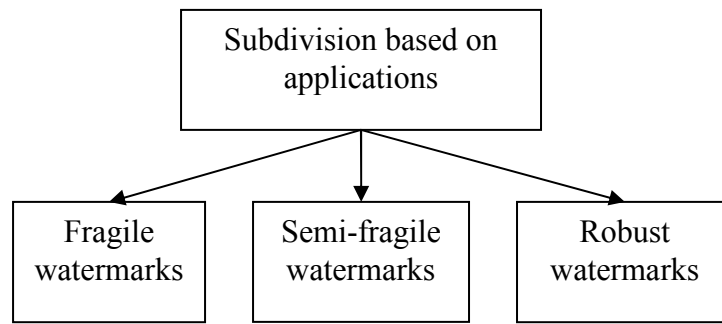 Subdivision based on
applications
Fragile
watermarks
Semi-fragile
watermarks
Robust
watermarks